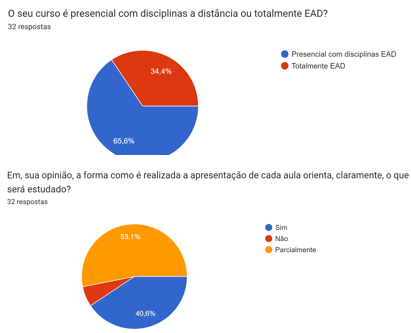 O seu curso é presencial com disciplinas a distância ou totalmente EAD?
32 respostas
Presencial com disciplinas EAD
Totalmente EAD
34,4%
65,6%
Em, sua opinião, a forma como é realizada a apresentação de cada aula orienta, claramente, o que
será estudado?
32 respostas
Sim
Não
Parcialmente
53,1%
40,6%